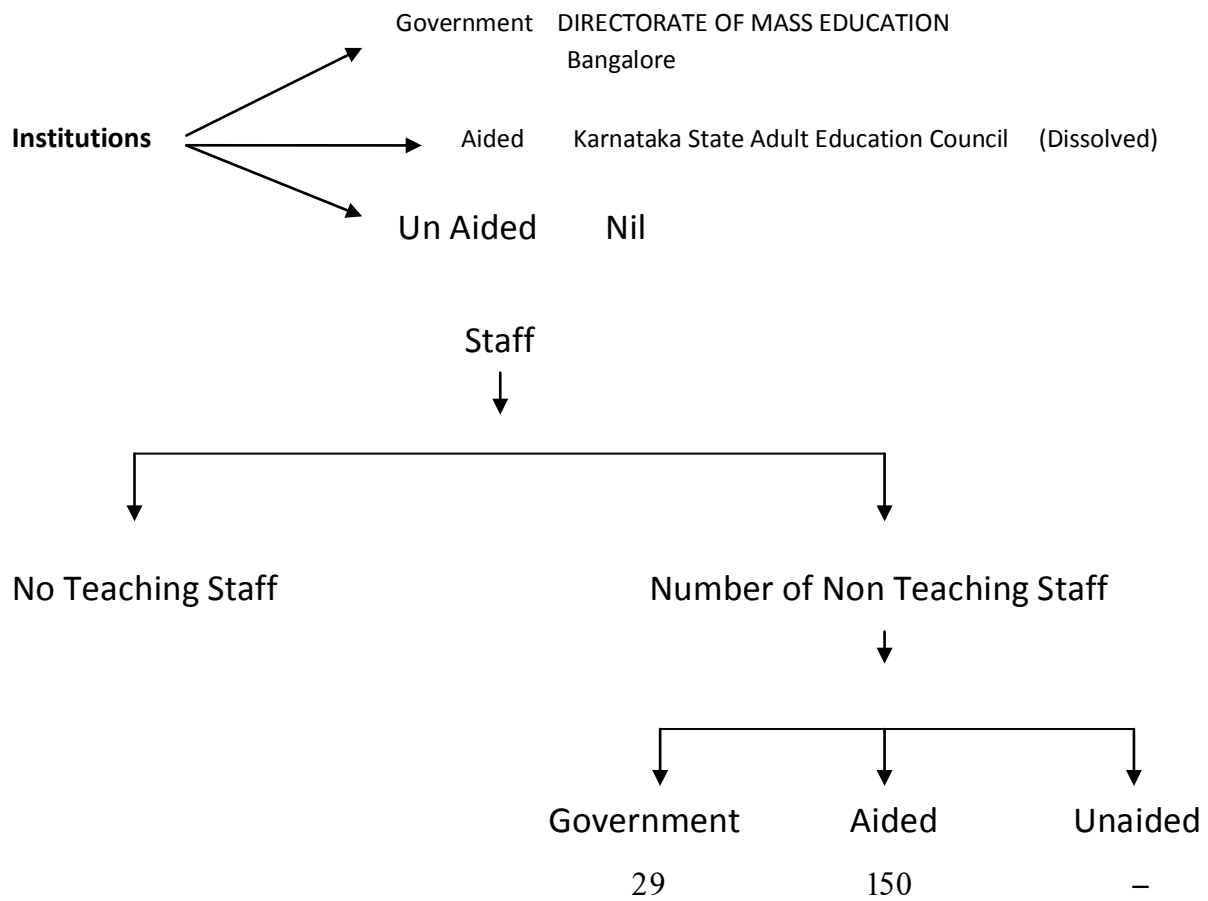 Government DIRECTORATE OF MASS EDUCATION
Bangalore
Institutions Aided Karnataka State Adult Education Council (Dissolved)
Un Aided Nil
Staff
No Teaching Staff Number of Non Teaching Staff
Government Aided Unaided
29 150 –